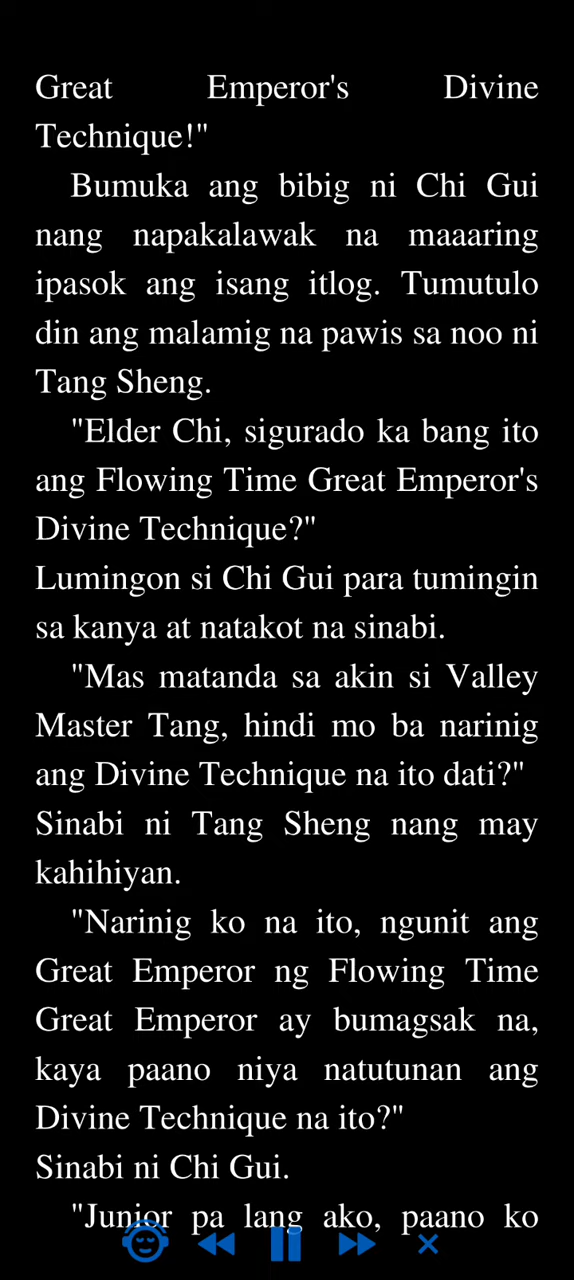 Great Emperor's Divine
Technique!"
Bumuka ang bibig ni Chi Gui
nang napakalawak na maaaring
ipasok ang isang itlog. Tumutulo
din ang malamig na pawis sa noo ni
Tang Sheng.
"Elder Chi, sigurado ka bang ito
ang Flowing Time Great Emperor's
Divine Technique?"
Lumingon si Chi Gui para tumingin
sa kanya at natakot na sinabi.
"Mas matanda sa akin si Valley
Master Tang, hindi mo ba narinig
ang Divine Technique na ito dati?"
Sinabi ni Tang Sheng nang may
kahihiyan.
"Narinig ko na ito, ngunit ang
Great Emperor ng Flowing Time
Great Emperor ay bumagsak na,
kaya paano niya natutunan ang
Divine Technique na ito?"
Sinabi ni Chi Gui.
"Junior pa lang ako, paano ko